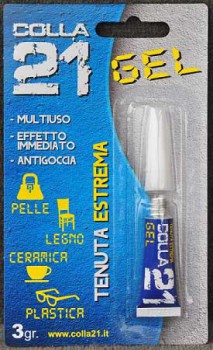 COLLA
21
GEL
- MULTIUSO
- EFFETTO
IMMEDIATO
- ANTIGOCCIA
PELLE
LEGNO
CERAMICA
PLASTICA
TENUTA ESTREMA
3gr.
www.colla21.it
COLLA
21
GEL